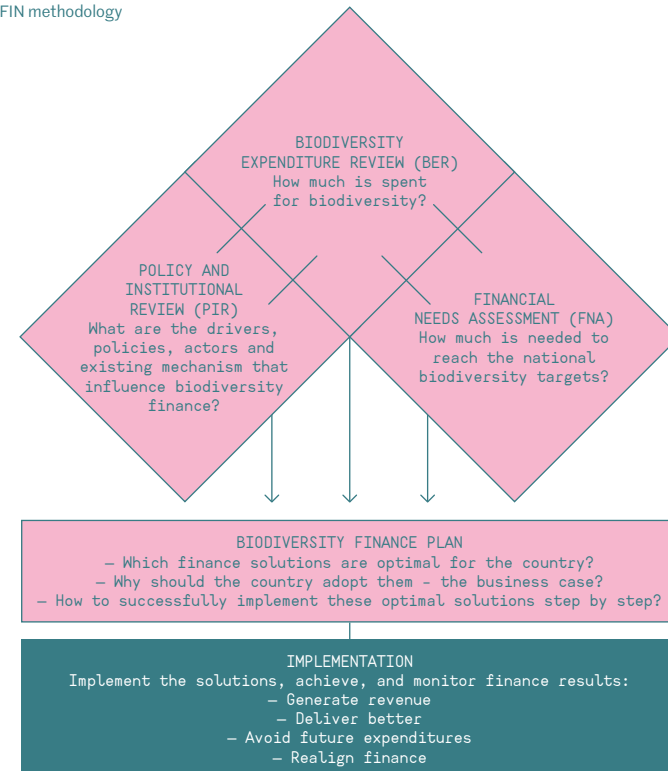 FIN methodology
BIODIVERSITY
EXPENDITURE REVIEW (BER)
How much is spent
for biodiversity?
POLICY AND
INSTITUTIONAL
REVIEW (PIR)
What are the drivers,
policies, actors and
existing mechanism that
influence biodiversity
finance?
FINANCIAL
NEEDS ASSESSMENT (FNA)
How much is needed to
reach the national
biodiversity targets?
BIODIVERSITY FINANCE PLAN
— Which finance solutions are optimal for the country?
— Why should the country adopt them - the business case?
— How to successfully implement these optimal solutions step by step?
IMPLEMENTATION
Implement the solutions, achieve, and monitor finance results:
— Generate revenue
— Deliver better
— Avoid future expenditures
— Realign finance